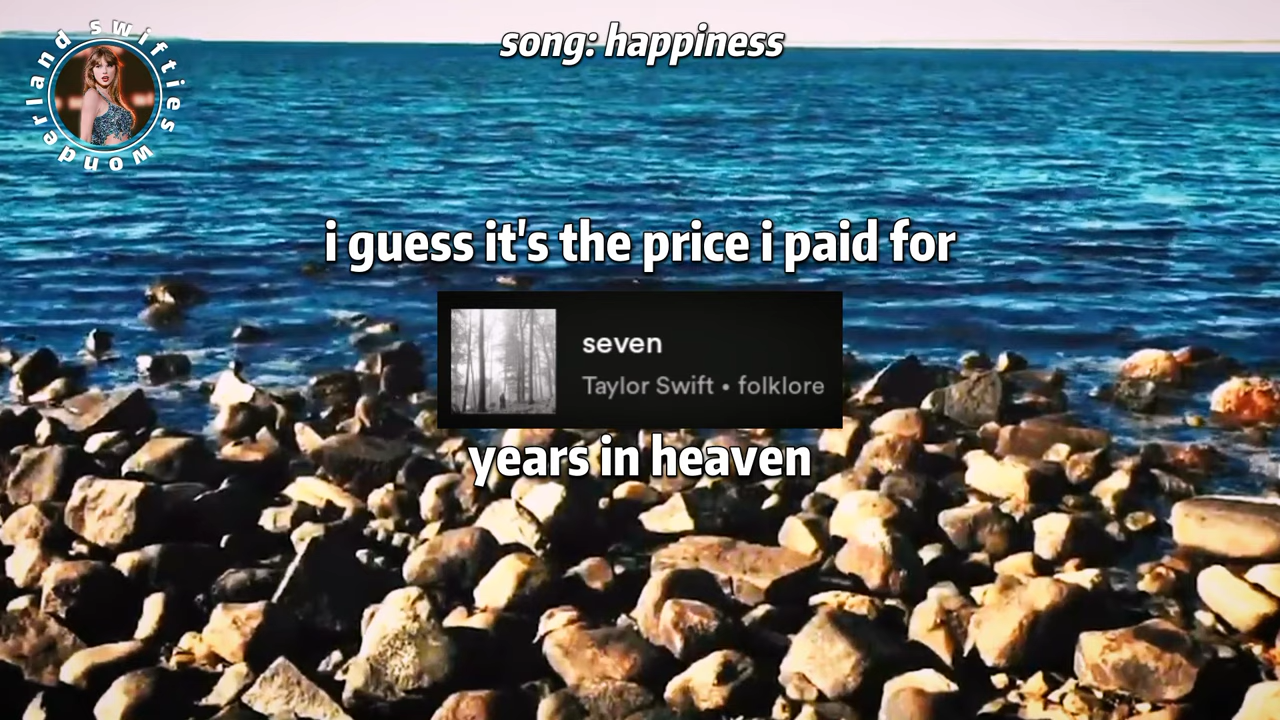 wonderland swifties
song: happiness
i guess it's the price i paid for
seven
Taylor Swift • folklore
years in heaven